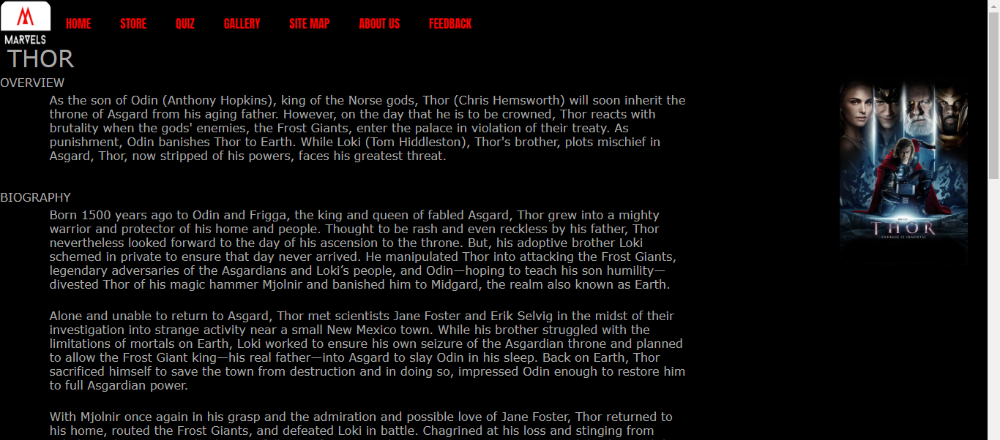 HOME STORE QUIZ GALLERY SITE MAP ABOUT US FEEDBACK
MARVELS
THOR
OVERVIEW
As the son of Odin (Anthony Hopkins), king of the Norse gods, Thor (Chris Hemsworth) will soon inherit the
throne of Asgard from his aging father. However, on the day that he is to be crowned, Thor reacts with
brutality when the gods' enemies, the Frost Giants, enter the palace in violation of their treaty. As
punishment, Odin banishes Thor to Earth. While Loki (Tom Hiddleston), Thor's brother, plots mischief in
Asgard, Thor, now stripped of his powers, faces his greatest threat.
THOR
COURAGE IS IMMORTAL
BIOGRAPHY
Born 1500 years ago to Odin and Frigga, the king and queen of fabled Asgard, Thor grew into a mighty
warrior and protector of his home and people. Thought to be rash and even reckless by his father, Thor
nevertheless looked forward to the day of his ascension to the throne. But, his adoptive brother Loki
schemed in private to ensure that day never arrived. He manipulated Thor into attacking the Frost Giants,
legendary adversaries of the Asgardians and Loki’s people, and Odin—hoping to teach his son humility—
divested Thor of his magic hammer Mjolnir and banished him to Midgard, the realm also known as Earth.
Alone and unable to return to Asgard, Thor met scientists Jane Foster and Erik Selvig in the midst of their
investigation into strange activity near a small New Mexico town. While his brother struggled with the
limitations of mortals on Earth, Loki worked to ensure his own seizure of the Asgardian throne and planned
to allow the Frost Giant king—his real father—into Asgard to slay Odin in his sleep. Back on Earth, Thor
sacrificed himself to save the town from destruction and in doing so, impressed Odin enough to restore him
to full Asgardian power.
With Mjolnir once again in his grasp and the admiration and possible love of Jane Foster, Thor returned to
his home, routed the Frost Giants, and defeated Loki in battle. Chagrined at his loss and stinging from